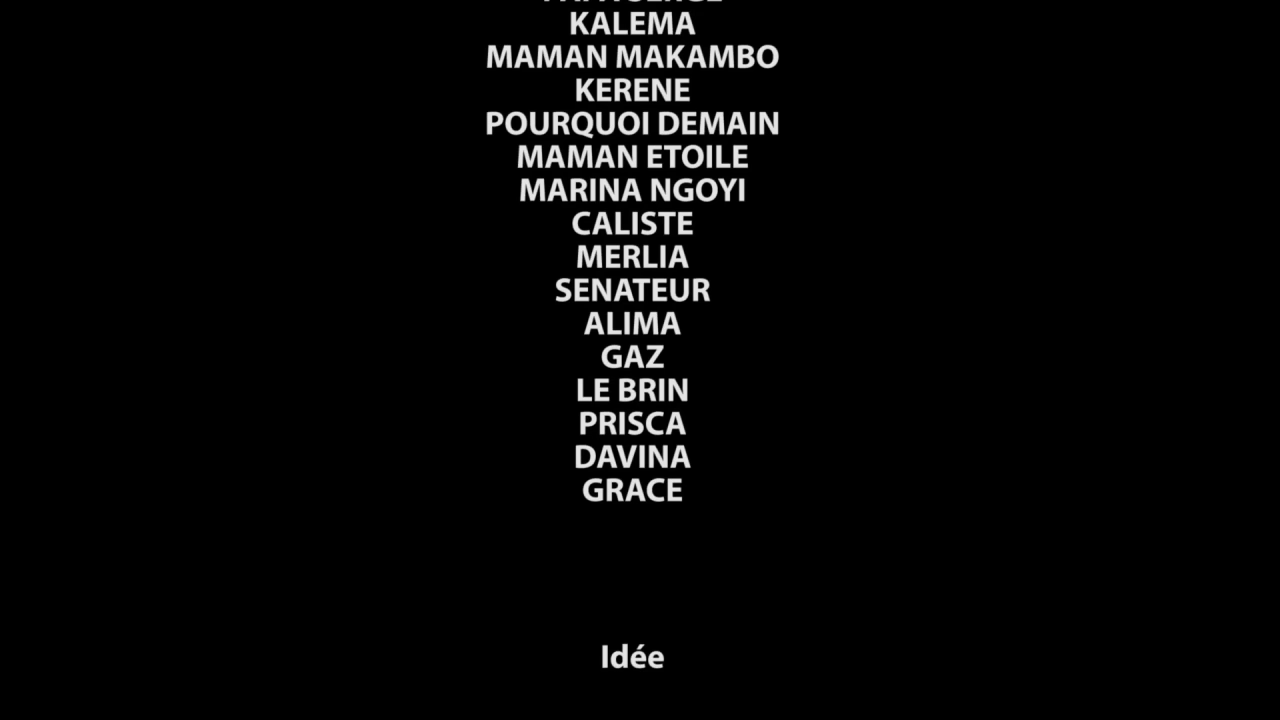 KALEMA
MAMAN MAKAMBO
KERENE
POURQUOI DEMAIN
MAMAN ETOILE
MARINA NGOYI
CALISTE
MERLIA
SENATEUR
ALIMA
GAZ
LE BRIN
PRISCA
DAVINA
GRACE
Idée